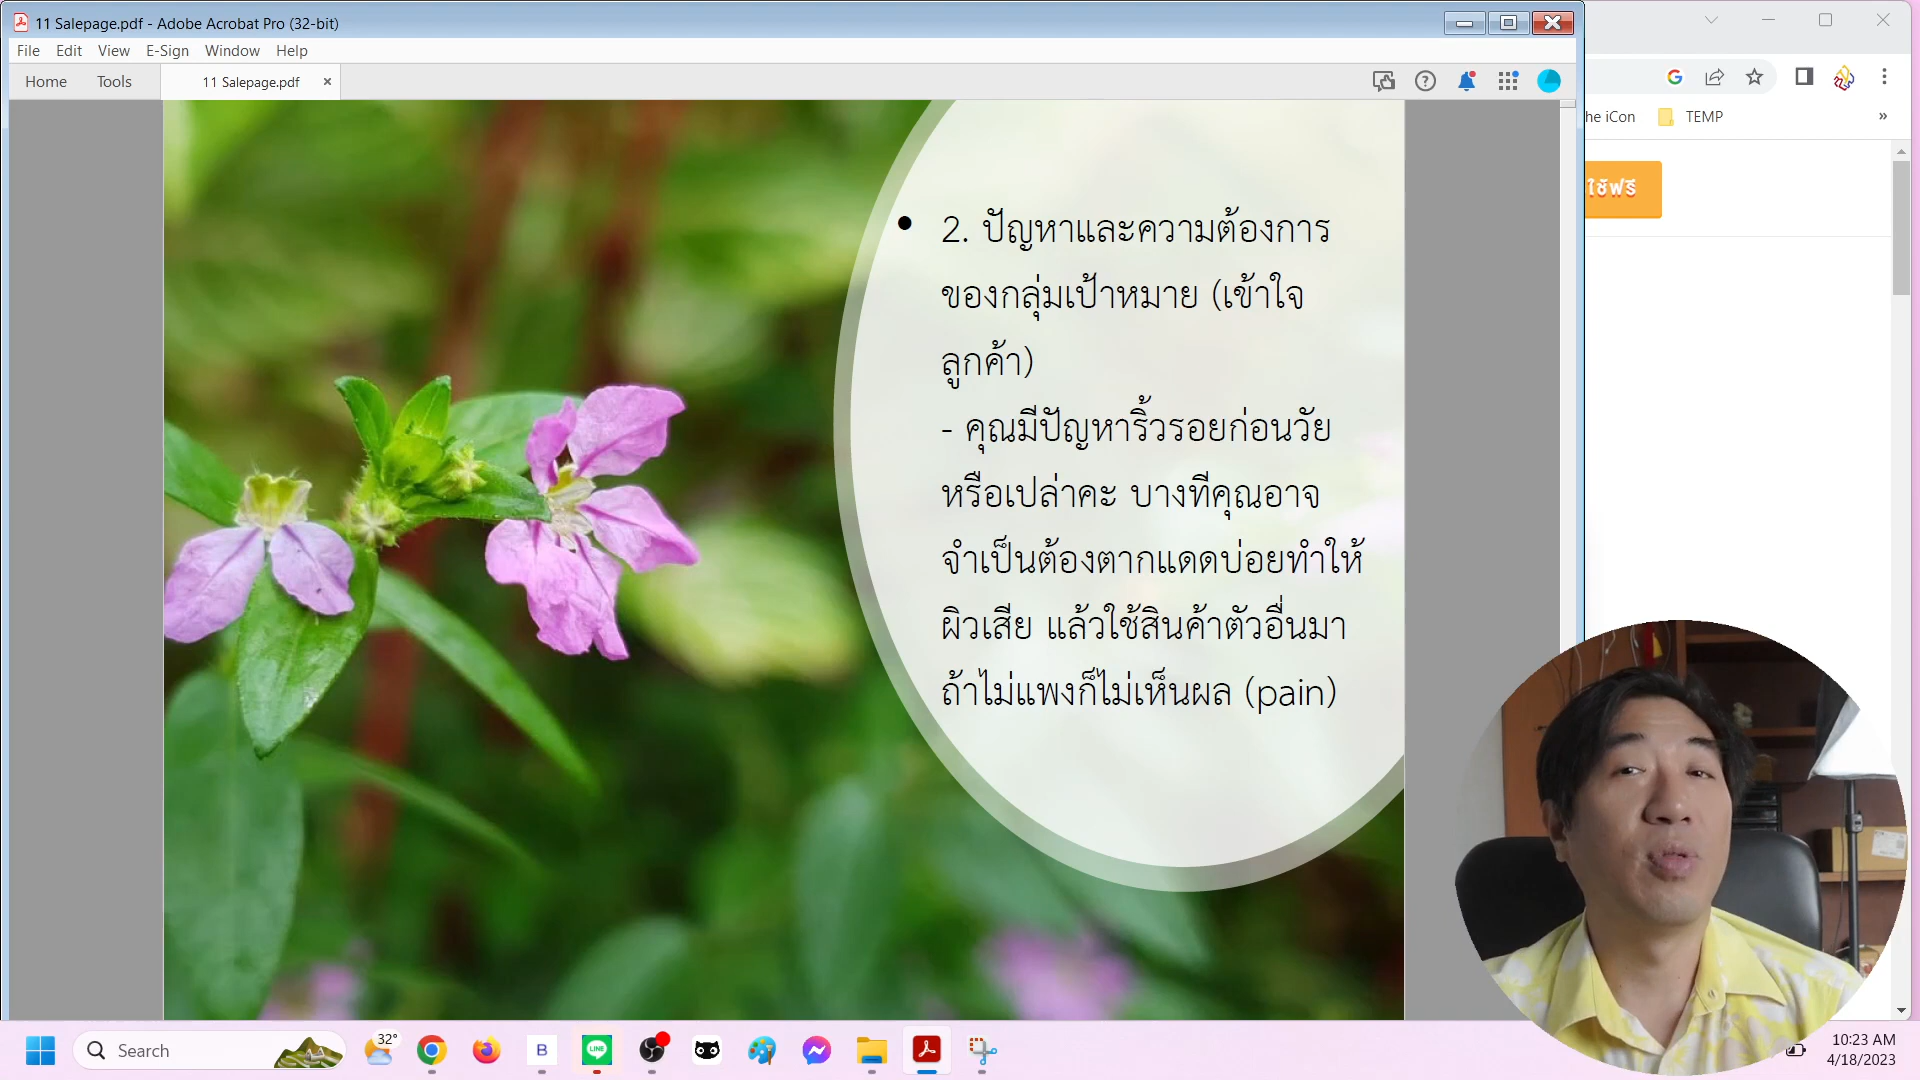 11 Salepage.pdf - Adobe Acrobat Pro (32-bit)
File Edit View E-Sign Window Help
Home Tools 11 Salepage.pdf
he iCon TEMP
ใช้ฟรี
• 2. ปัญหาและความต้องการ
ของกลุ่มเป้าหมาย (เข้าใจ
ลูกค้า)
- คุณมีปัญหาริ้วรอยก่อนวัย
หรือเปล่าคะ บางทีคุณอาจ
จำเป็นต้องตากแดดบ่อยทำให้
ผิวเสีย แล้วใช้สินค้าตัวอื่นมา
ถ้าไม่แพงก็ไม่เห็นผล (pain)
Search
32°
10:23 AM
4/18/2023